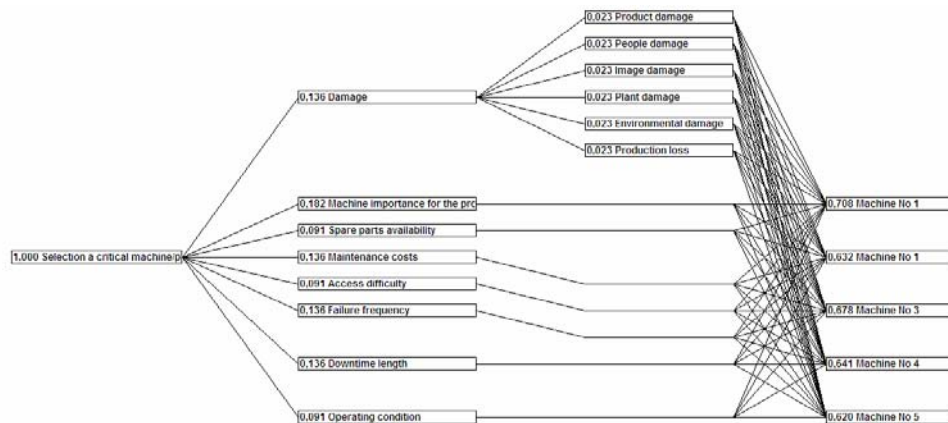 0,023 Product damage
0,023 People damage
0,023 Image damage
0,023 Plant damage
0,023 Environmental damage
0,023 Production loss
0,136 Damage
0,182 Machine importance for the pro
0,091 Spare parts availability
0,136 Maintenance costs
0,091 Access difficulty
0,136 Failure frequency
0,136 Downtime length
0,091 Operating condition
1,000 Selection a critical machine/p
0,708 Machine No 1
0,632 Machine No 1
0,678 Machine No 3
0,641 Machine No 4
0,620 Machine No 5